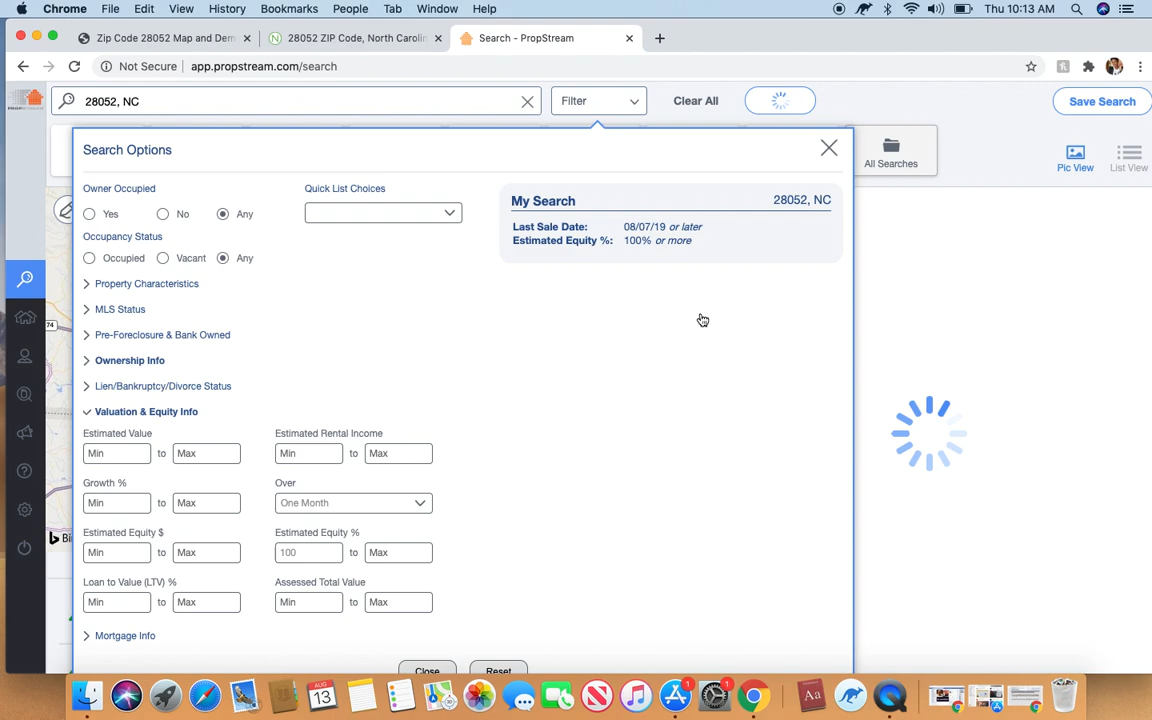 Chrome File Edit View History Bookmarks People Tab Window Help Thu 10:13 AM
Zip Code 28052 Map and Dem 28052 ZIP Code, North Carolin Search - PropStream
Not Secure app.propstream.com/search
28052, NC Filter Clear All Save Search
Search Options
All Searches
Pic View List View
Owner Occupied Quick List Choices
My Search 28052, NC
Yes No Any
Last Sale Date: 08/07/19 or later
Occupancy Status
Estimated Equity %: 100% or more
Occupied Vacant Any
Property Characteristics
MLS Status
74
Pre-Foreclosure & Bank Owned
Ownership Info
Lien/Bankruptcy/Divorce Status
Valuation & Equity Info
Estimated Value Estimated Rental Income
Min to Max Min to Max
Growth % Over
Min to Max One Month
Estimated Equity $ Estimated Equity %
Bi
Min to Max 100 to Max
Loan to Value (LTV) % Assessed Total Value
Min to Max Min to Max
Mortgage Info
Close Reset
AUG
13
1
1
Aa